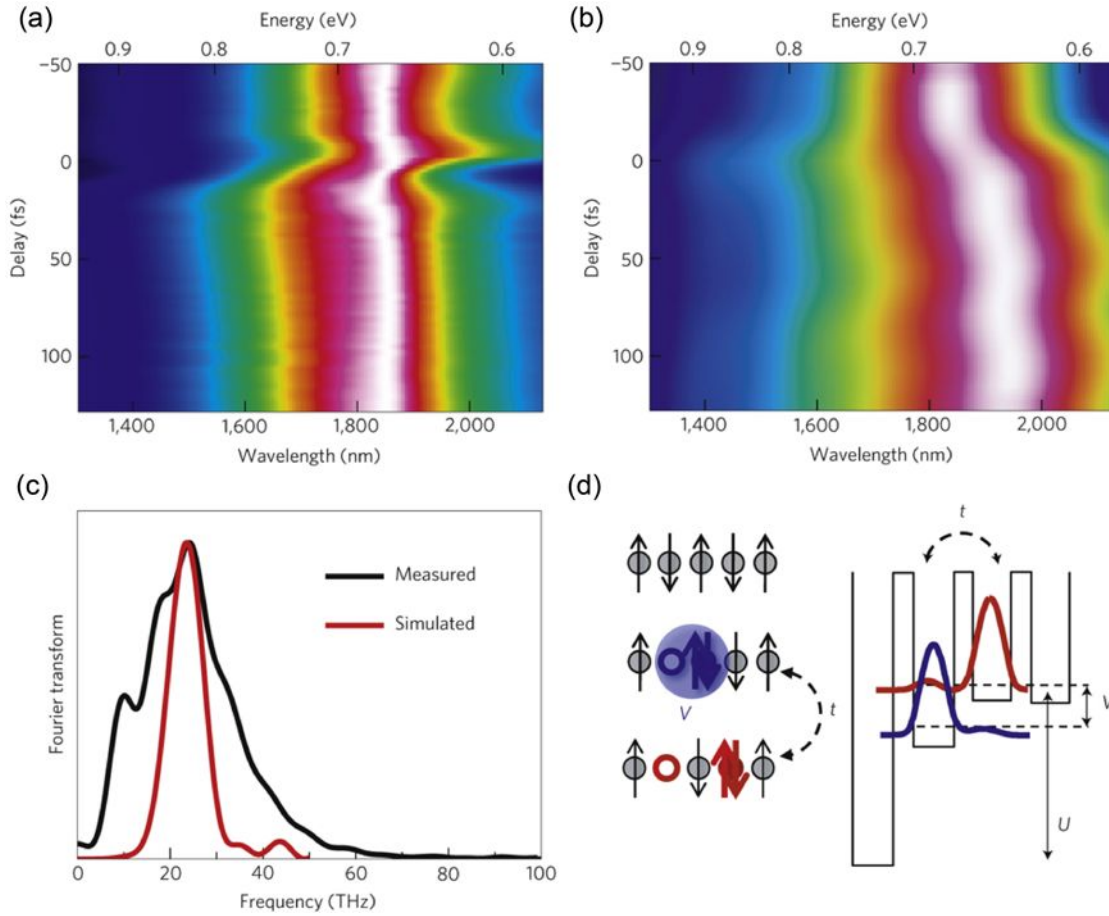 (a)
Energy (eV)
0.9 0.8 0.7 0.6
−50
0
50
100
Delay (fs)
1,400 1,600 1,800 2,000
Wavelength (nm)
(b)
Energy (eV)
0.9 0.8 0.7 0.6
−50
0
50
100
Delay (fs)
1,400 1,600 1,800 2,000
Wavelength (nm)
(c)
Fourier transform
Measured
Simulated
0 20 40 60 80 100
Frequency (THz)
(d)
V
t
t
V
U